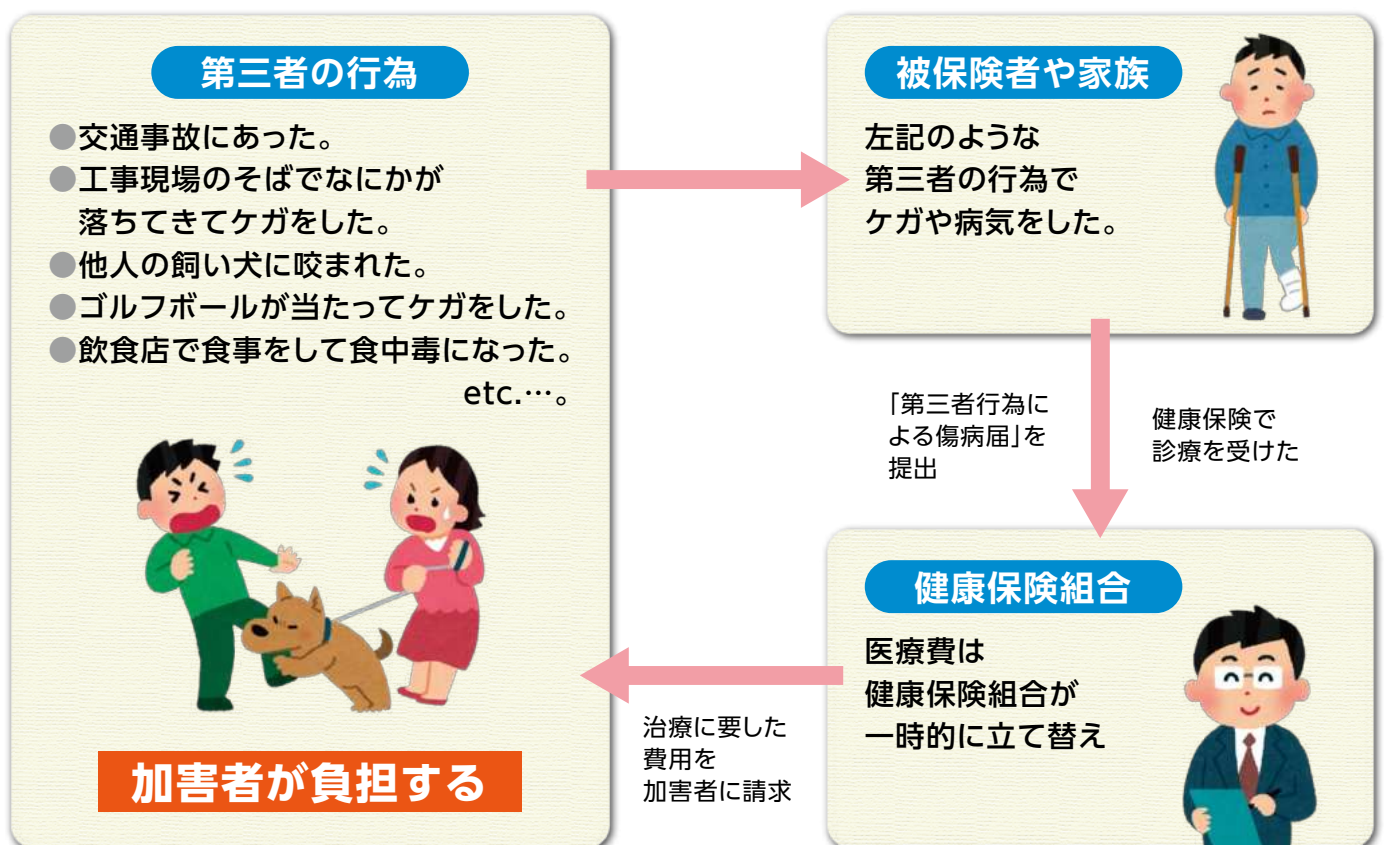 第三者の行為
●交通事故にあった。
●工事現場のそばでなにかが
落ちてきてケガをした。
●他人の飼い犬に咬まれた。
●ゴルフボールが当たってケガをした。
●飲食店で食事をして食中毒になった。
etc.…。
加害者が負担する
被保険者や家族
左記のような
第三者の行為で
ケガや病気をした。
「第三者行為に
よる傷病届」を
提出
健康保険で
診療を受けた
健康保険組合
医療費は
健康保険組合が
一時的に立て替え
治療に要した
費用を
加害者に請求